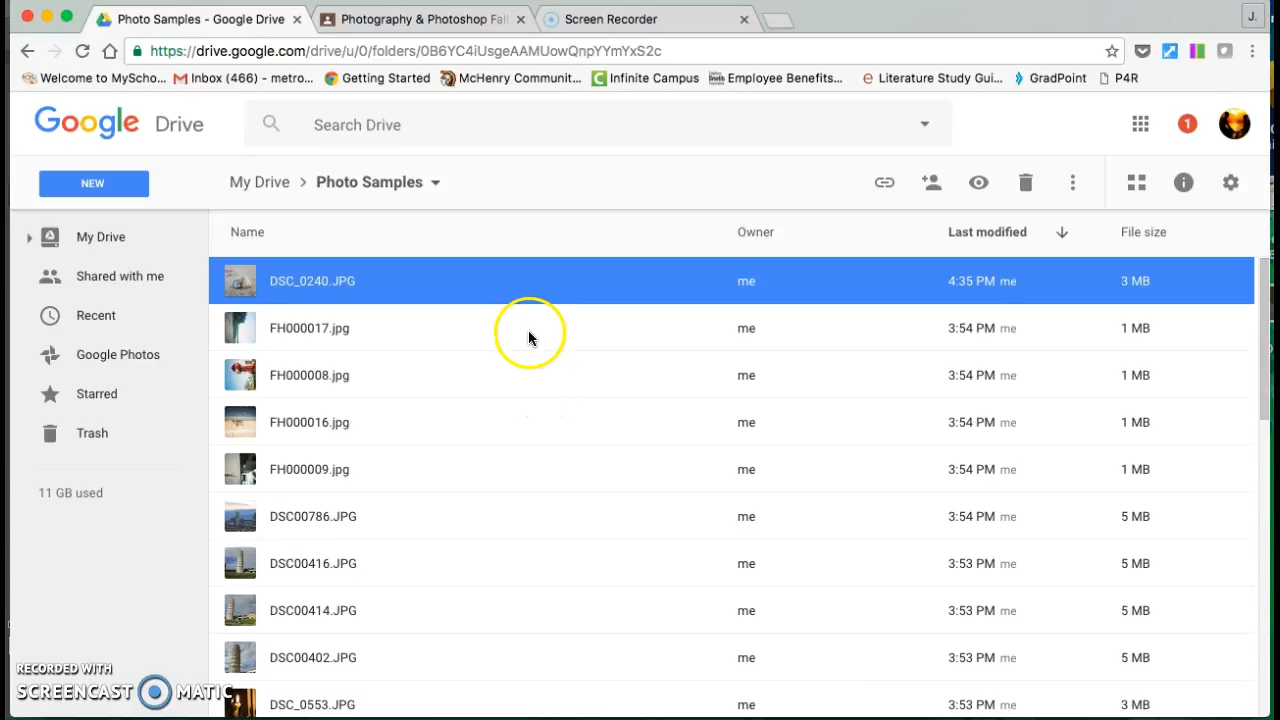 Photo Samples - Google Drive
Photography & Photoshop Fal
Screen Recorder
J.
https://drive.google.com/drive/u/0/folders/0B6YC4iUsgeAAMUowQnpYYmYxS2c
Welcome to MyScho...
Inbox (466) - metro...
Getting Started
McHenry Communit...
Infinite Campus
Employee Benefits...
Literature Study Gui...
GradPoint
P4R
Google Drive
Search Drive
1
NEW
My Drive > Photo Samples
My Drive
Shared with me
Recent
Google Photos
Starred
Trash
11 GB used
Name Owner Last modified File size
DSC_0240.JPG me 4:35 PM me 3 MB
FH000017.jpg me 3:54 PM me 1 MB
FH000008.jpg me 3:54 PM me 1 MB
FH000016.jpg me 3:54 PM me 1 MB
FH000009.jpg me 3:54 PM me 1 MB
DSC00786.JPG me 3:54 PM me 5 MB
DSC00416.JPG me 3:54 PM me 5 MB
DSC00414.JPG me 3:53 PM me 5 MB
DSC00402.JPG me 3:53 PM me 5 MB
DSC_0553.JPG me 3:53 PM me 3 MB
RECORDED WITH
SCREENCAST MATIC